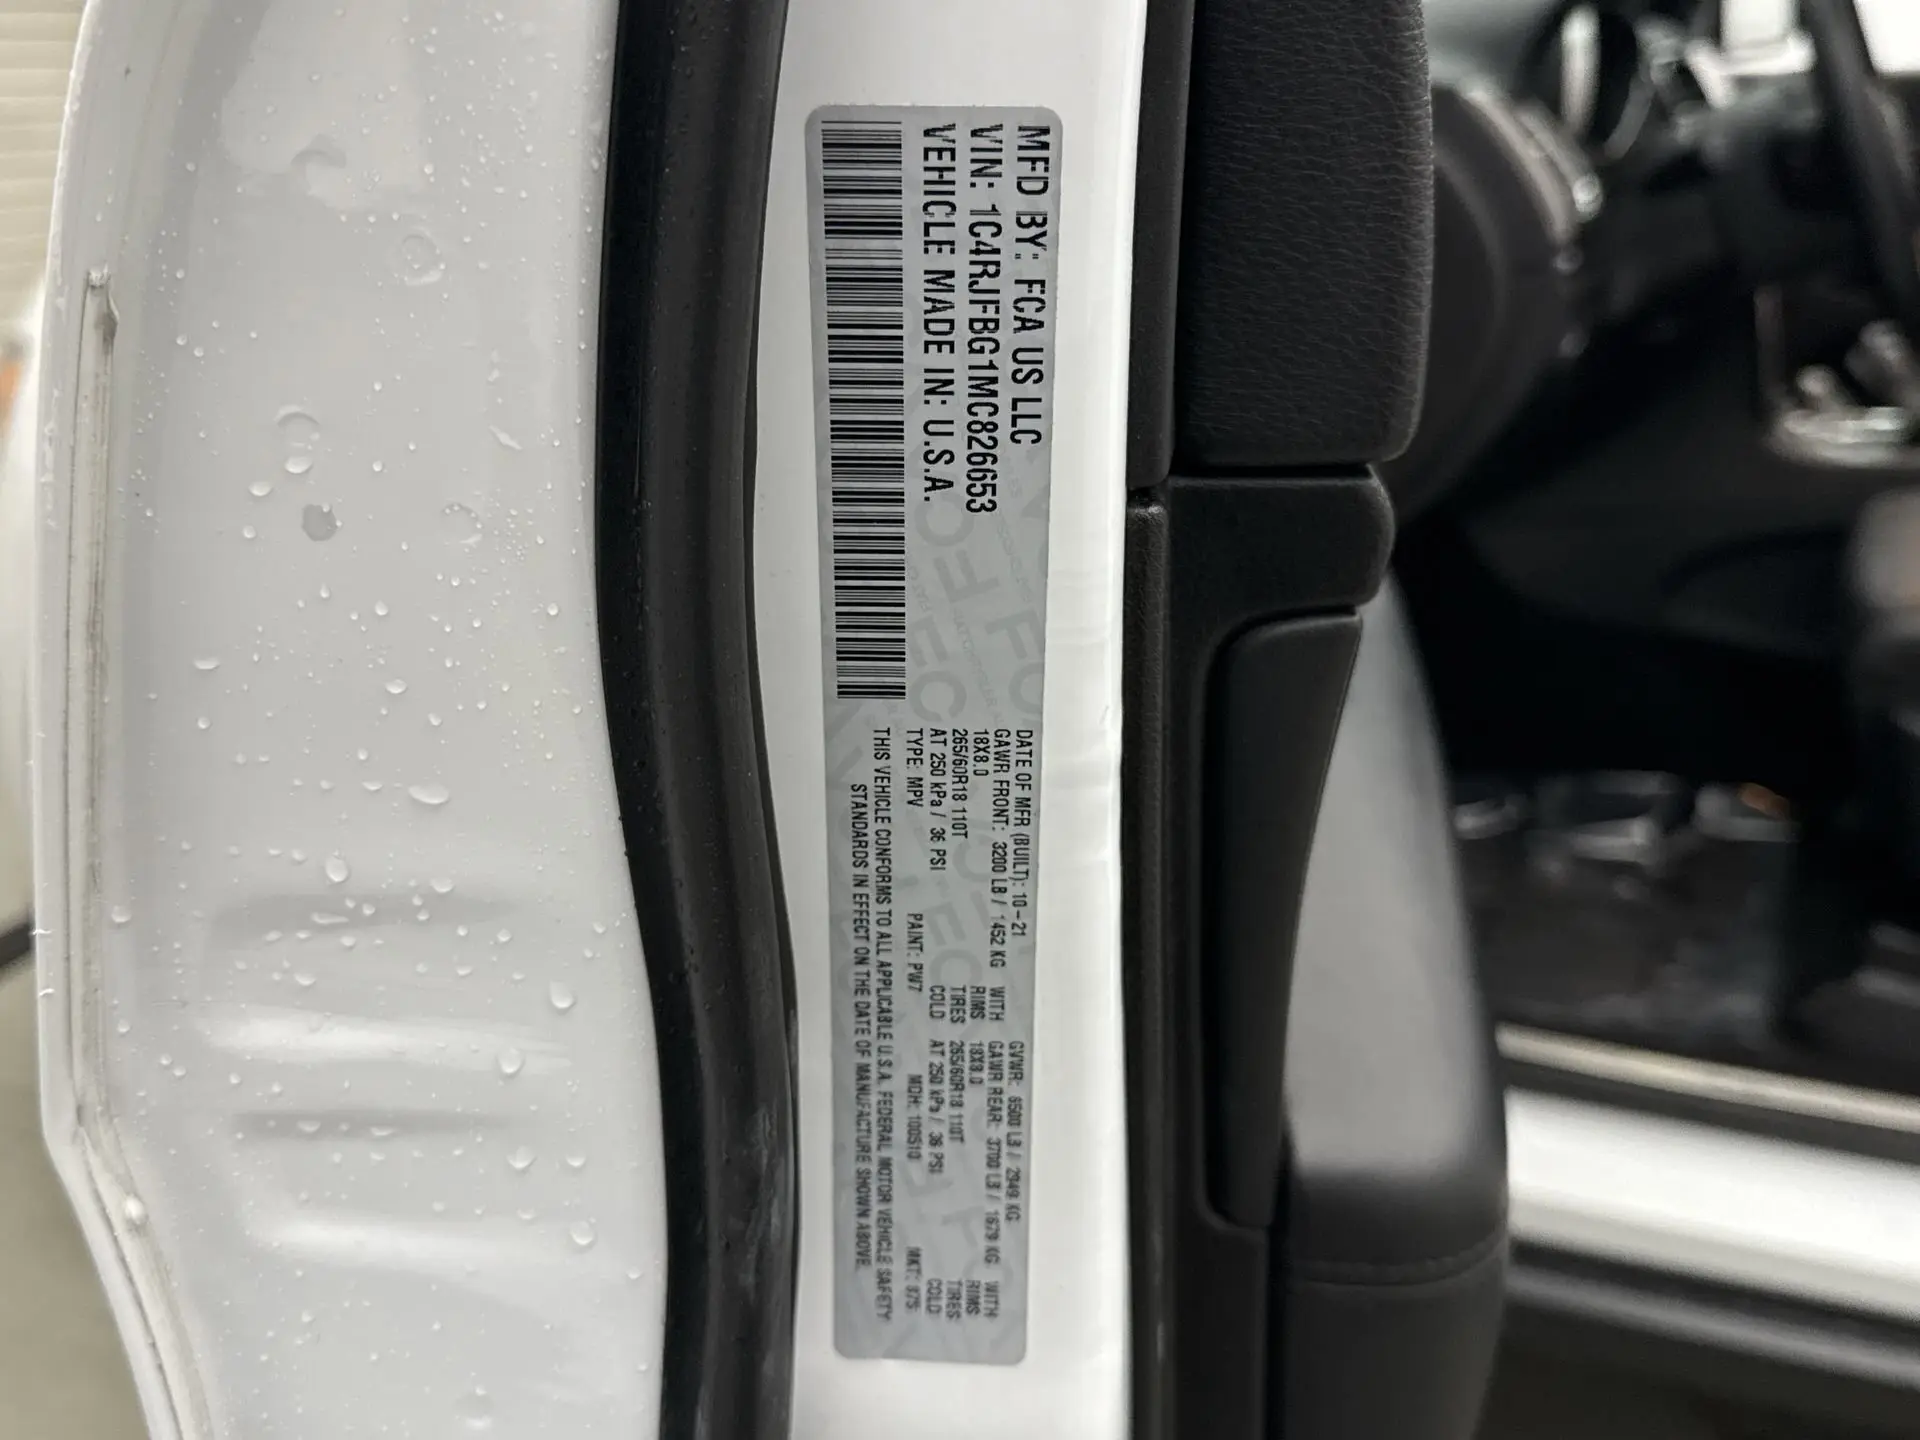 MFD BY: FCA US LLC
VIN: 1C4RJFBG1MC826653
VEHICLE MADE IN: U.S.A.
DATE OF MFR (BUILT): 10-21 GVWR: 6500 LB / 2949 KG
GAWR FRONT: 3200 LB / 1452 KG WITH GAWR REAR: 3700 LB / 1679 KG WITH
18X8.0 RIMS 18X8.0 RIMS
265/60R18 110T TIRES 265/60R18 110T TIRES
AT 250 kPa / 36 PSI COLD AT 250 kPa / 36 PSI COLD
TYPE: MPV PAINT: PW7 MDH: 100510 MKT:
THIS VEHICLE CONFORMS TO ALL APPLICABLE U.S.A. FEDERAL MOTOR VEHICLE SAFETY
STANDARDS IN EFFECT ON THE DATE OF MANUFACTURE SHOWN ABOVE.